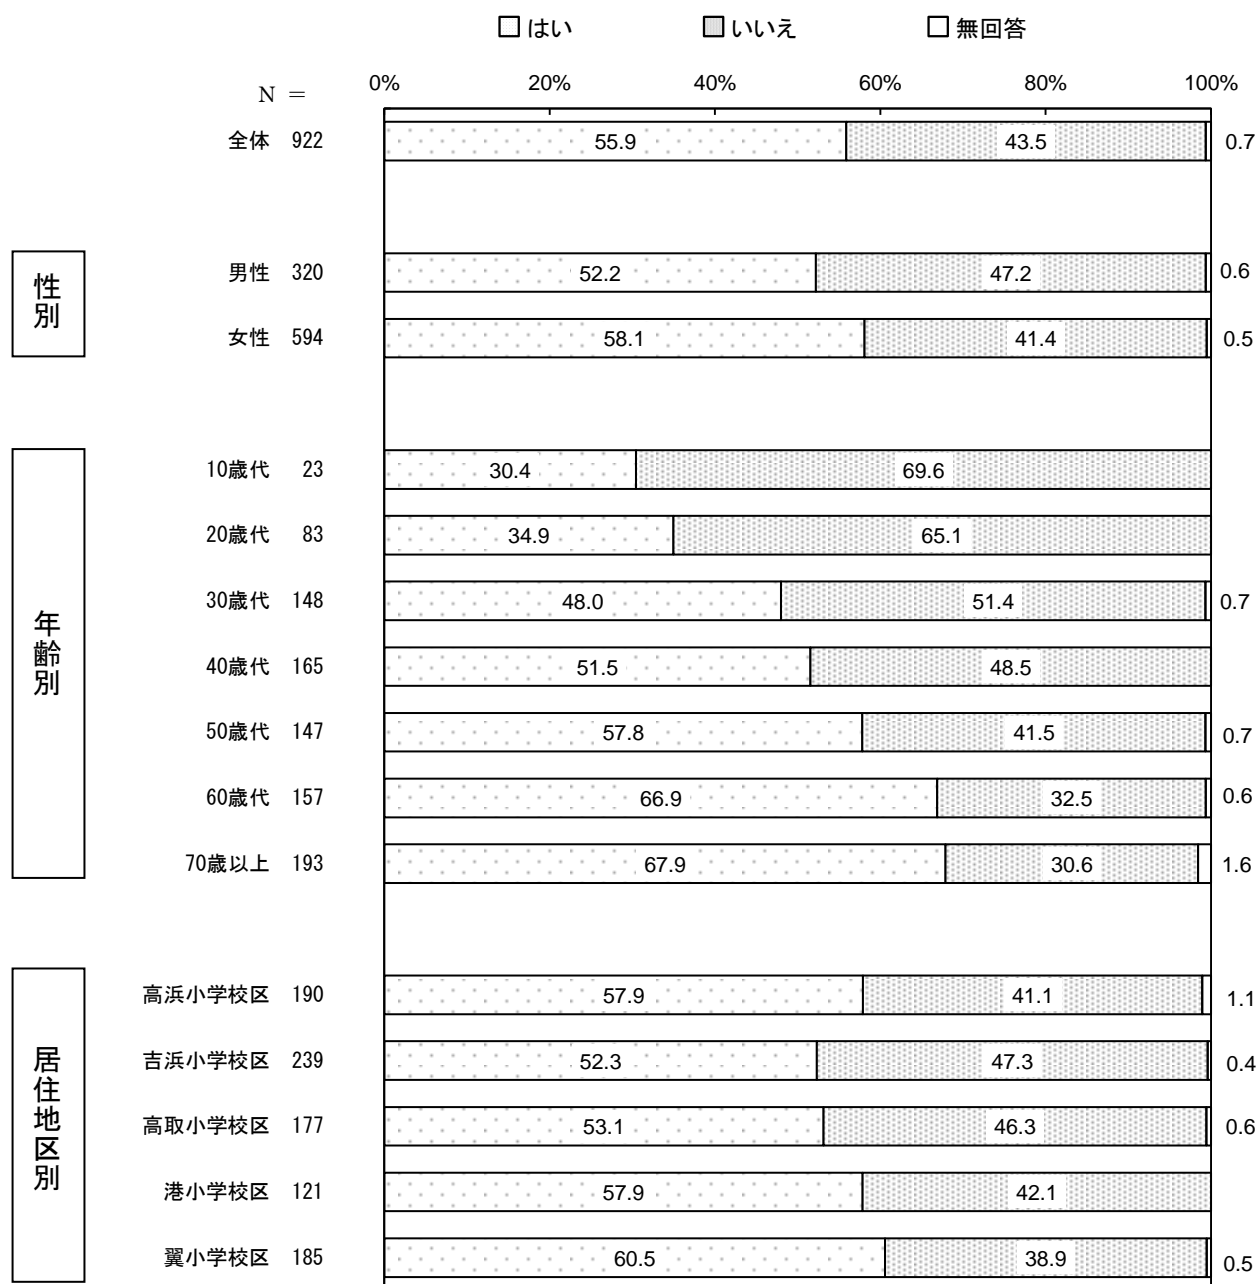 はい いいえ 無回答
0% 20% 40% 60% 80% 100%
N =
全体 922 55.9 43.5 0.7
性別
男性 320 52.2 47.2 0.6
女性 594 58.1 41.4 0.5
年齢別
10歳代 23 30.4 69.6
20歳代 83 34.9 65.1
30歳代 148 48.0 51.4 0.7
40歳代 165 51.5 48.5
50歳代 147 57.8 41.5 0.7
60歳代 157 66.9 32.5 0.6
70歳以上 193 67.9 30.6 1.6
居住地区別
高浜小学校区 190 57.9 41.1 1.1
吉浜小学校区 239 52.3 47.3 0.4
高取小学校区 177 53.1 46.3 0.6
港小学校区 121 57.9 42.1
翼小学校区 185 60.5 38.9 0.5